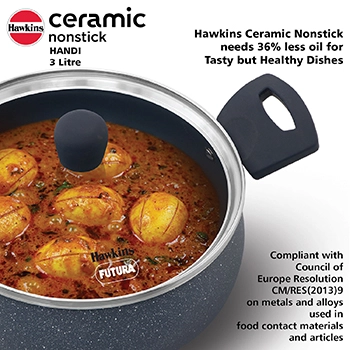 Hawkins
ceramic
nonstick
HANDI
3 Litre
Hawkins Ceramic Nonstick
needs 36% less oil for
Tasty but Healthy Dishes
Hawkins
FUTURA
Compliant with
Council of
Europe Resolution
CM/RES(2013)9
on metals and alloys
used in
food contact materials
and articles